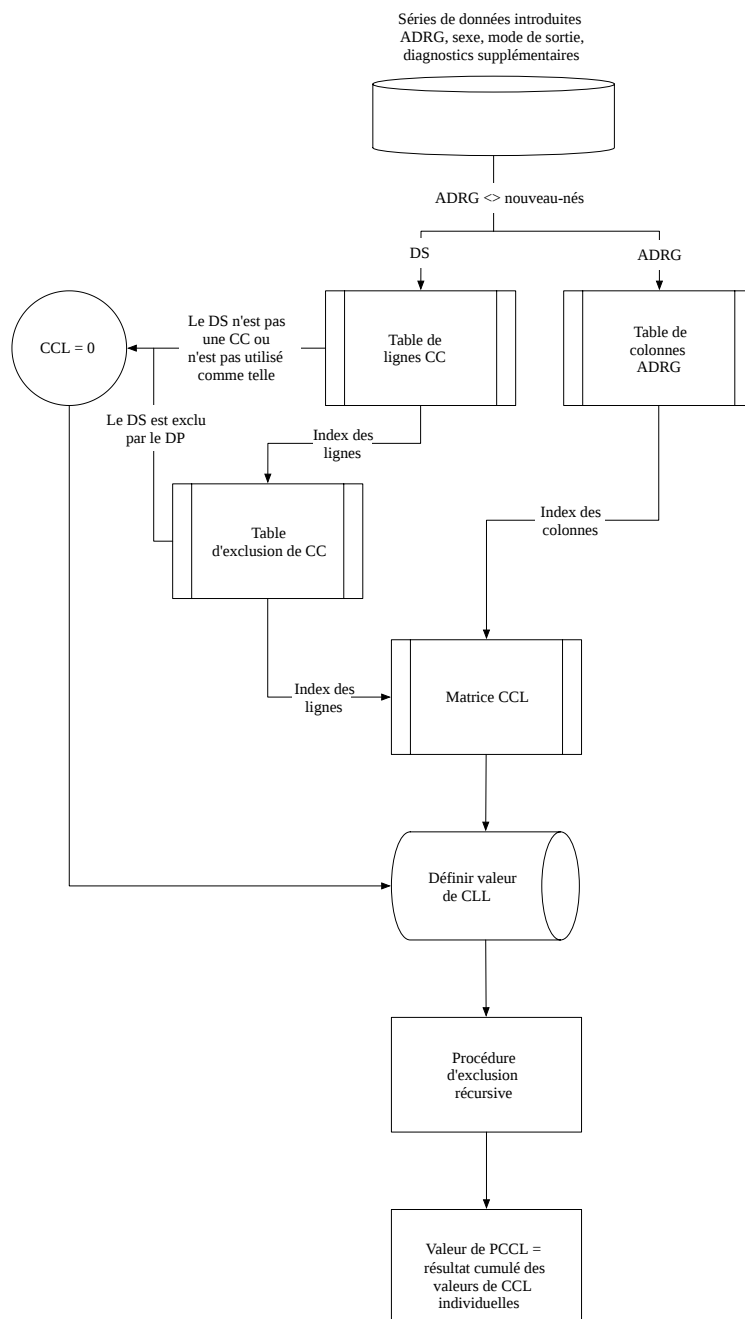 Séries de données introduites
ADRG, sexe, mode de sortie,
diagnostics supplémentaires
ADRG <> nouveau-nés
DS
ADRG
CCL = 0
Le DS n'est pas
une CC ou
n'est pas utilisé
comme telle
Table de
lignes CC
Table de
colonnes
ADRG
Le DS est exclu
par le DP
Index des
lignes
Table
d'exclusion de CC
Index des
colonnes
Index des
lignes
Matrice CCL
Définir valeur
de CLL
Procédure
d'exclusion
récursive
Valeur de PCCL =
résultat cumulé des
valeurs de CCL
individuelles